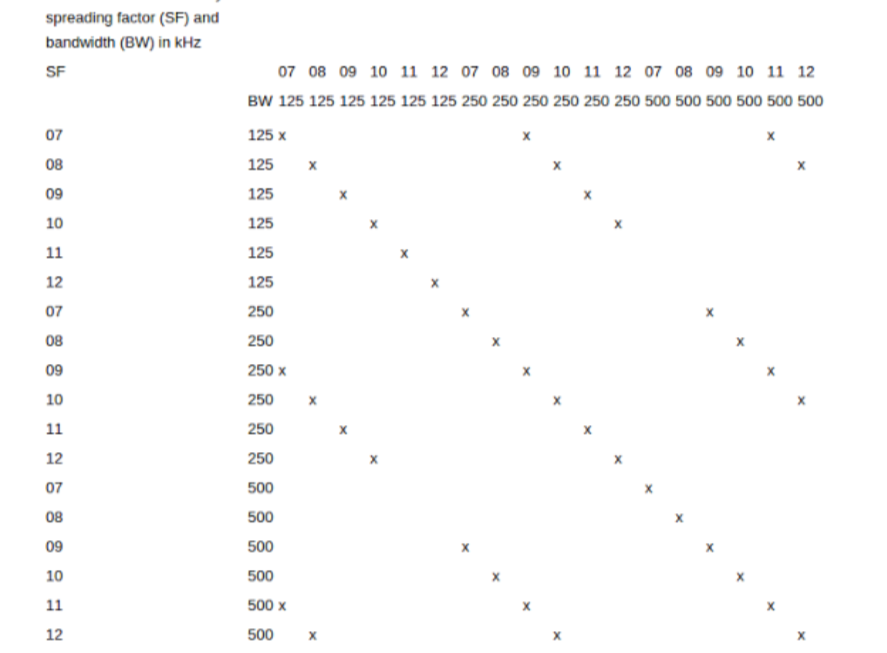 spreading factor (SF) and
bandwidth (BW) in kHz
SF 07 08 09 10 11 12 07 08 09 10 11 12 07 08 09 10 11 12
BW 125 125 125 125 125 125 250 250 250 250 250 250 500 500 500 500 500 500
07 125 x x x
08 125 x x x
09 125 x x
10 125 x x
11 125 x
12 125 x
07 250 x x
08 250 x x
09 250 x x x
10 250 x x x
11 250 x x
12 250 x x
07 500 x
08 500 x
09 500 x x
10 500 x x
11 500 x x x
12 500 x x x